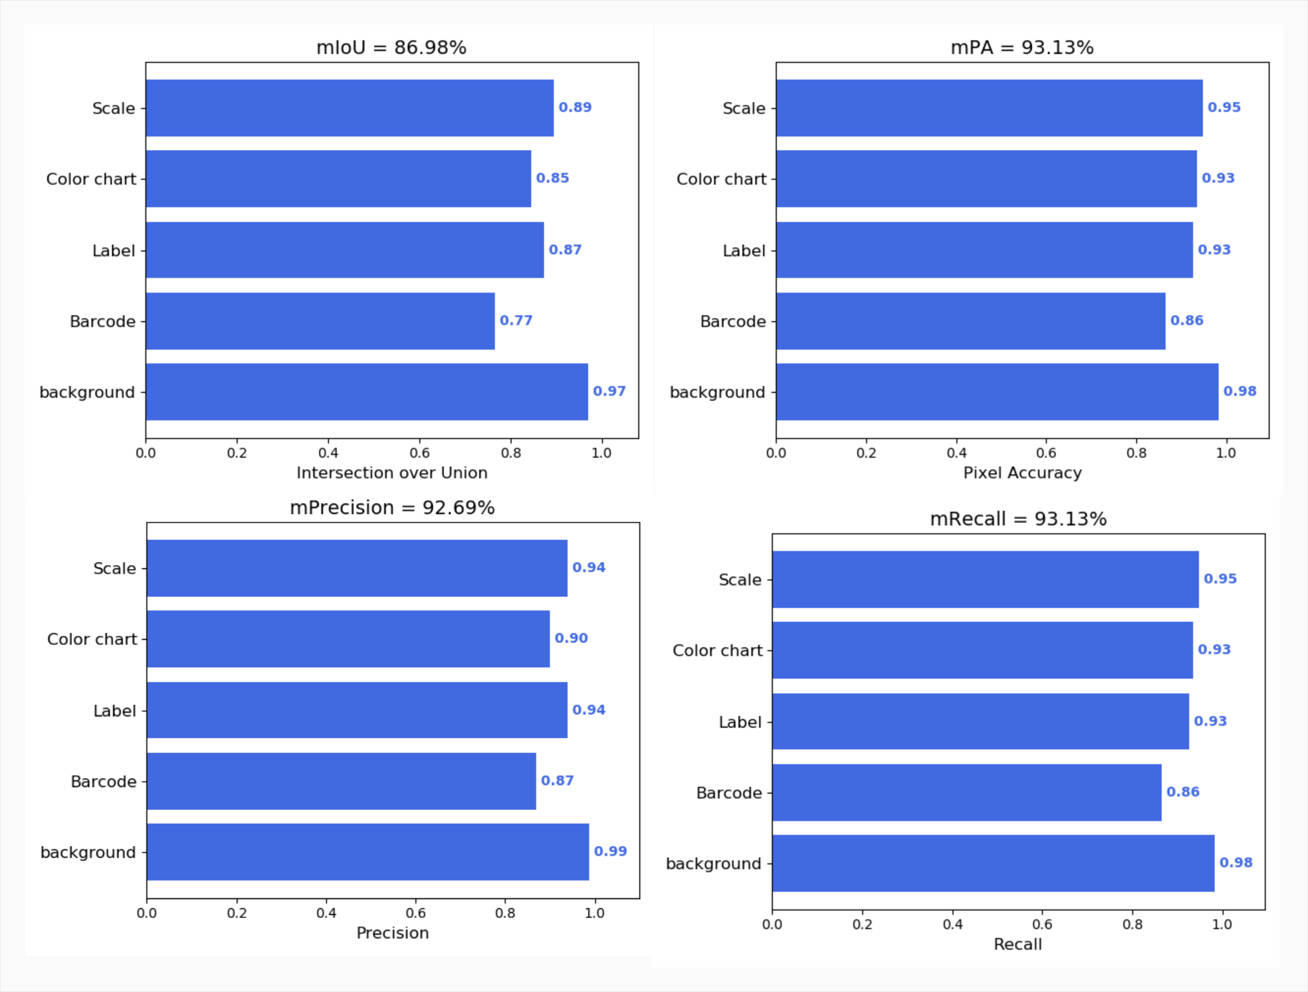 mIoU = 86.98%
Scale 0.89
Color chart 0.85
Label 0.87
Barcode 0.77
background 0.97
0.0 0.2 0.4 0.6 0.8 1.0
Intersection over Union
mPA = 93.13%
Scale 0.95
Color chart 0.93
Label 0.93
Barcode 0.86
background 0.98
0.0 0.2 0.4 0.6 0.8 1.0
Pixel Accuracy
mPrecision = 92.69%
Scale 0.94
Color chart 0.90
Label 0.94
Barcode 0.87
background 0.99
0.0 0.2 0.4 0.6 0.8 1.0
Precision
mRecall = 93.13%
Scale 0.95
Color chart 0.93
Label 0.93
Barcode 0.86
background 0.98
0.0 0.2 0.4 0.6 0.8 1.0
Recall